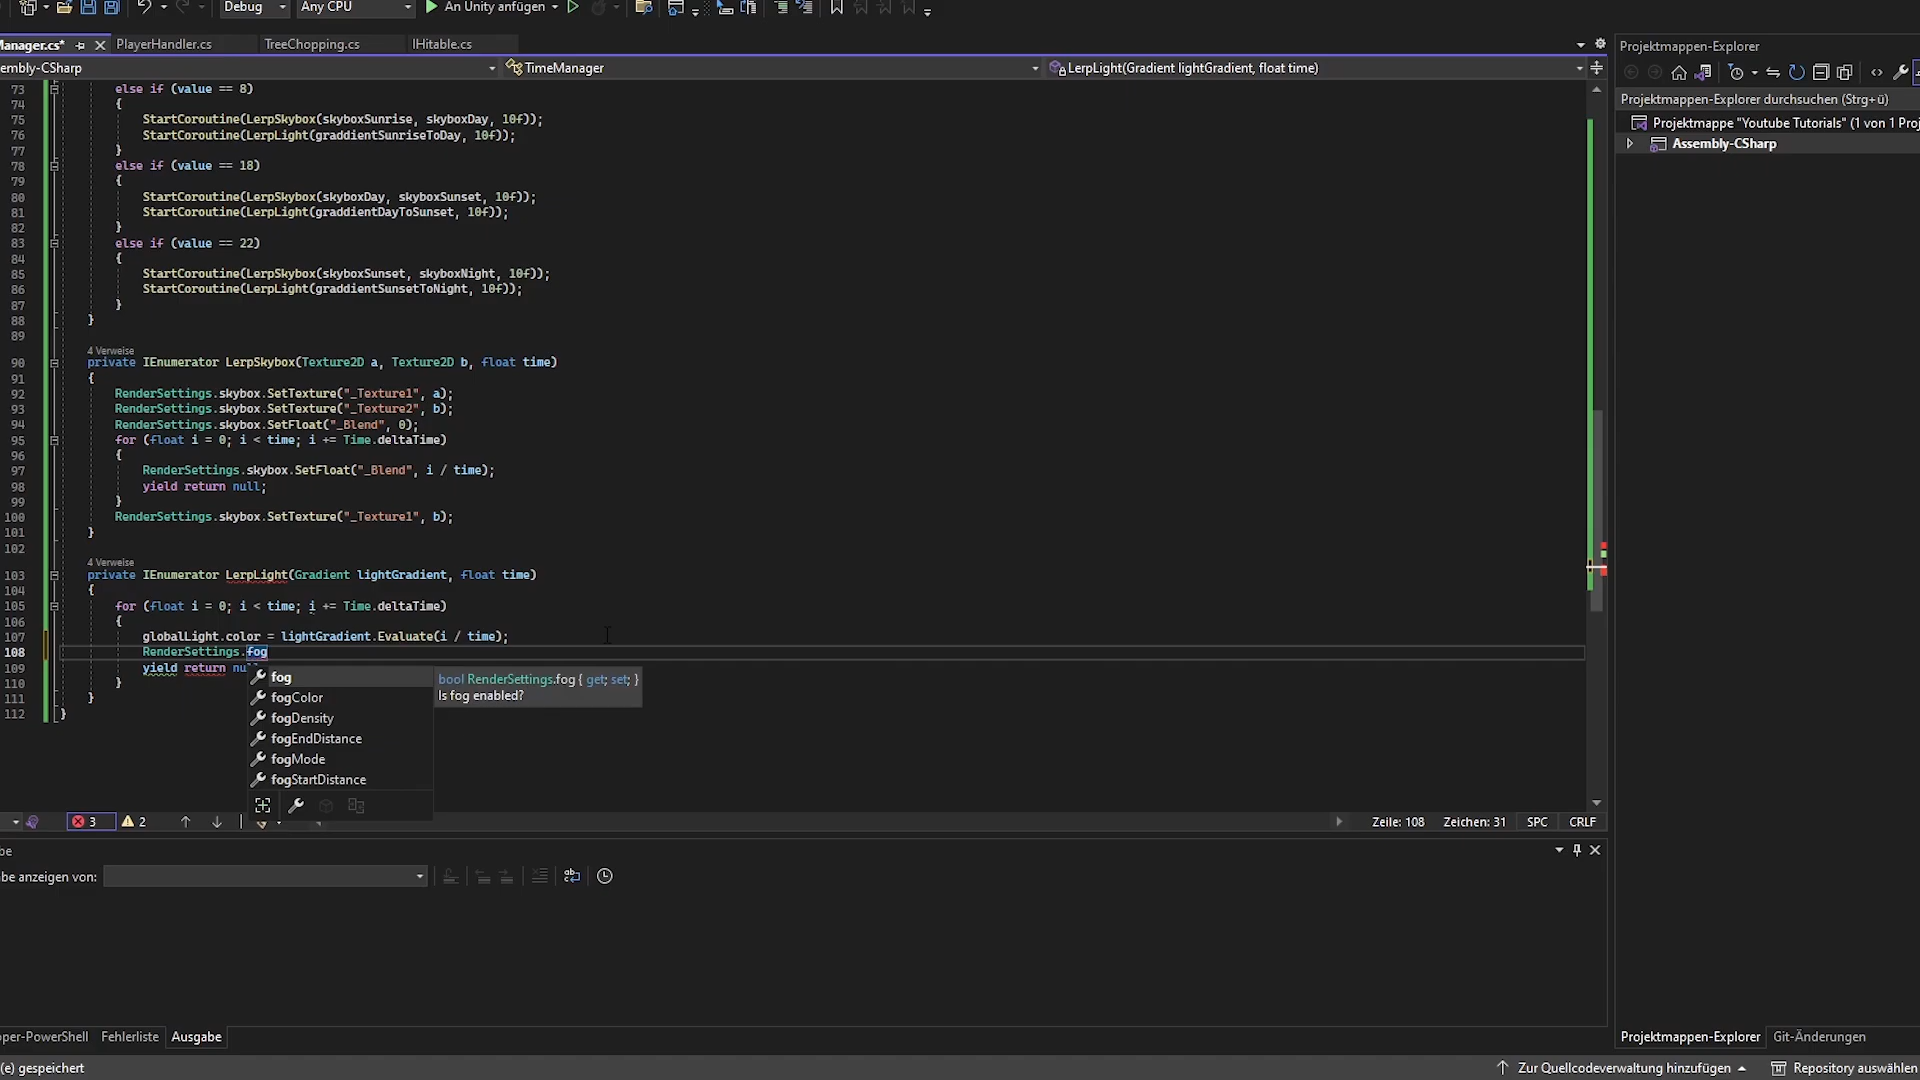 Debug
Any CPU
An Unity anfügen
Manager.cs*
PlayerHandler.cs
TreeChopping.cs
IHitable.cs
embly-CSharp
TimeManager
LerpLight(Gradient lightGradient, float time)
73 else if (value == 8)
74 {
75 StartCoroutine(LerpSkybox(skyboxSunrise, skyboxDay, 10f));
76 StartCoroutine(LerpLight(graddientSunriseToDay, 10f));
77 }
78 else if (value == 18)
79 {
80 StartCoroutine(LerpSkybox(skyboxDay, skyboxSunset, 10f));
81 StartCoroutine(LerpLight(graddientDayToSunset, 10f));
82 }
83 else if (value == 22)
84 {
85 StartCoroutine(LerpSkybox(skyboxSunset, skyboxNight, 10f));
86 StartCoroutine(LerpLight(graddientSunsetToNight, 10f));
87 }
88 }
89
4 Verweise
90 private IEnumerator LerpSkybox(Texture2D a, Texture2D b, float time)
91 {
92 RenderSettings.skybox.SetTexture("_Texture1", a);
93 RenderSettings.skybox.SetTexture("_Texture2", b);
94 RenderSettings.skybox.SetFloat("_Blend", 0);
95 for (float i = 0; i < time; i += Time.deltaTime)
96 {
97 RenderSettings.skybox.SetFloat("_Blend", i / time);
98 yield return null;
99 }
100 RenderSettings.skybox.SetTexture("_Texture1", b);
101 }
102
4 Verweise
103 private IEnumerator LerpLight(Gradient lightGradient, float time)
104 {
105 for (float i = 0; i < time; i += Time.deltaTime)
106 {
107 globalLight.color = lightGradient.Evaluate(i / time);
108 RenderSettings.fog
109 yield return nul
110 }
111 }
112 }
fog
fogColor
fogDensity
fogEndDistance
fogMode
fogStartDistance
bool RenderSettings.fog { get; set; }
Is fog enabled?
3
2
Zeile: 108
Zeichen: 31
SPC
CRLF
be
be anzeigen von:
per-PowerShell
Fehlerliste
Ausgabe
(e) gespeichert
Projektmappen-Explorer
Projektmappen-Explorer durchsuchen (Strg+ü)
Projektmappe "Youtube Tutorials" (1 von 1 Proj
Assembly-CSharp
Projektmappen-Explorer
Git-Änderungen
Zur Quellcodeverwaltung hinzufügen
Repository auswählen